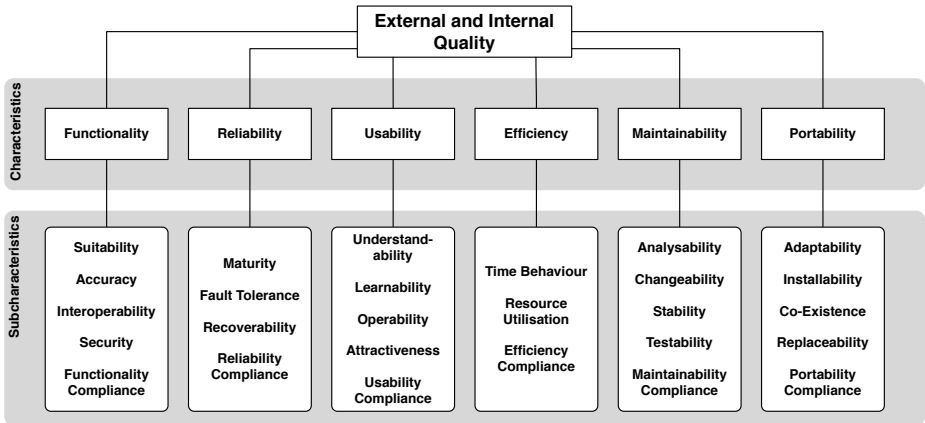 External and Internal
Quality
Characteristics
Functionality
Reliability
Usability
Efficiency
Maintainability
Portability
Subcharacteristics
Suitability
Accuracy
Interoperability
Security
Functionality
Compliance
Maturity
Fault Tolerance
Recoverability
Reliability
Compliance
Understand-
ability
Learnability
Operability
Attractiveness
Usability
Compliance
Time Behaviour
Resource
Utilisation
Efficiency
Compliance
Analysability
Changeability
Stability
Testability
Maintainability
Compliance
Adaptability
Installability
Co-Existence
Replaceability
Portability
Compliance